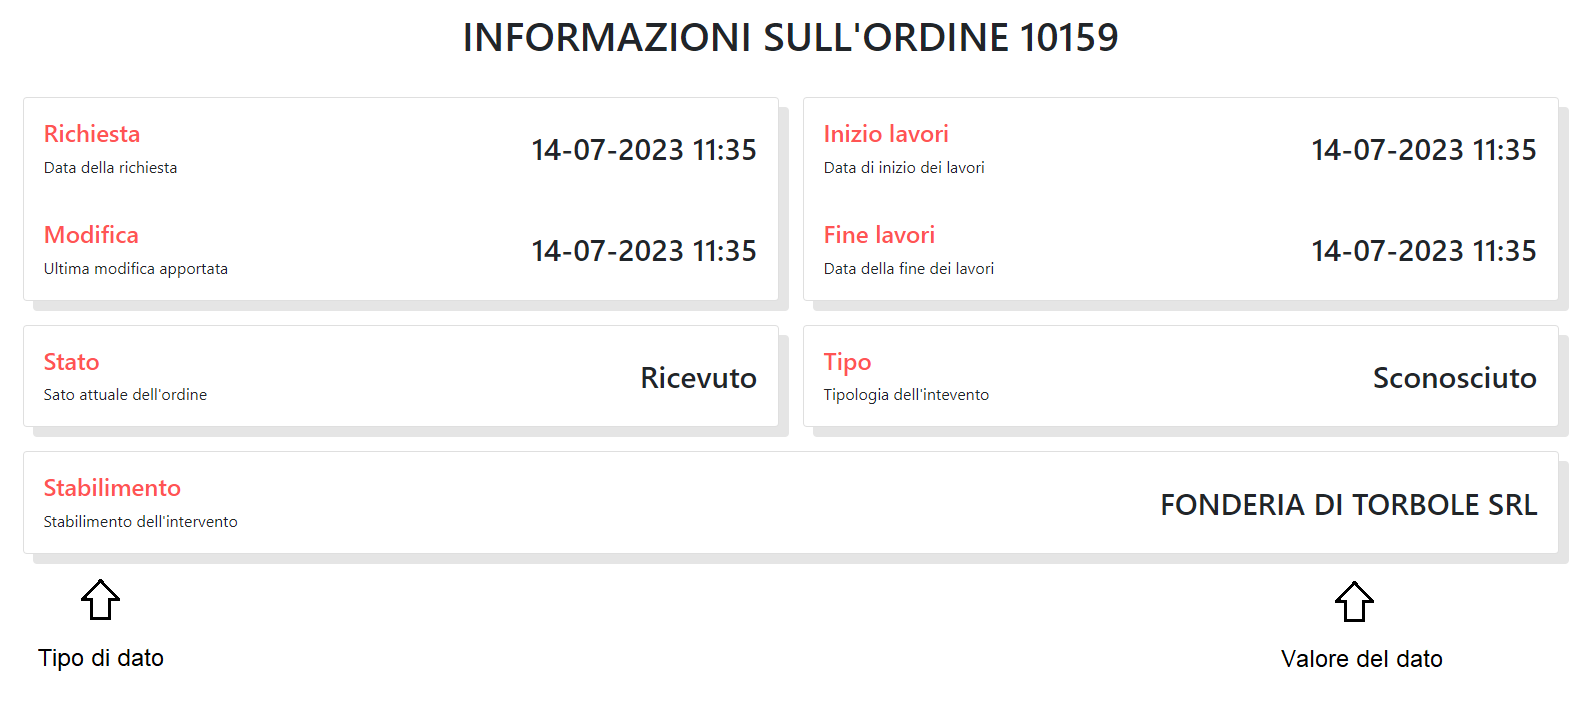 INFORMAZIONI SULL'ORDINE 10159
Richiesta
Data della richiesta
14-07-2023 11:35
Modifica
Ultima modifica apportata
14-07-2023 11:35
Inizio lavori
Data di inizio dei lavori
14-07-2023 11:35
Fine lavori
Data della fine dei lavori
14-07-2023 11:35
Stato
Sato attuale dell'ordine
Ricevuto
Tipo
Tipologia dell'intevento
Sconosciuto
Stabilimento
Stabilimento dell'intervento
FONDERIA DI TORBOLE SRL
Tipo di dato
Valore del dato